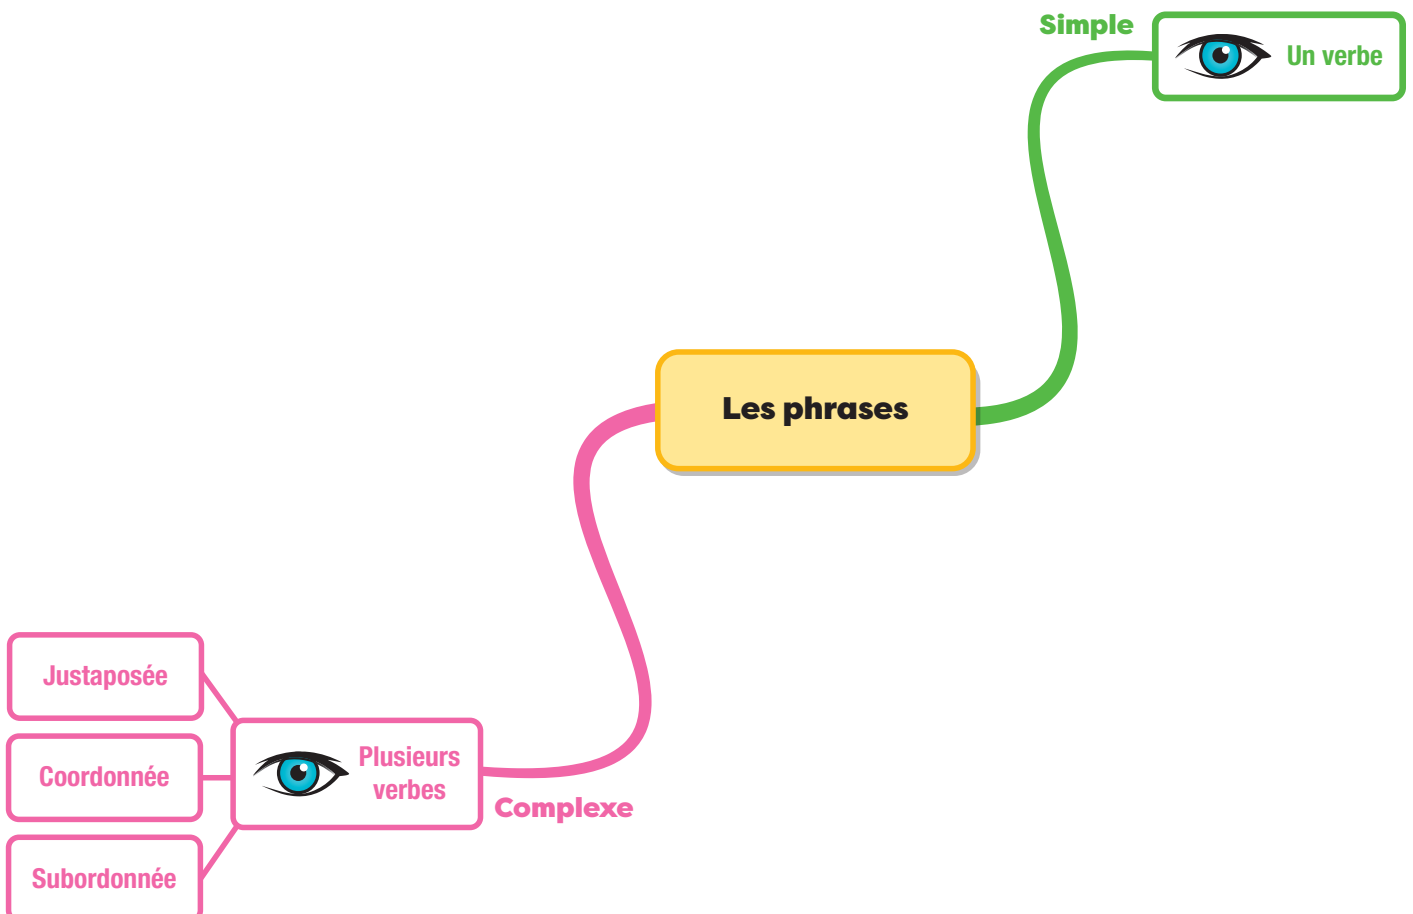 Simple
Un verbe
Les phrases
Justaposée
Plusieurs
verbes
Coordonnée
Complexe
Subordonnée